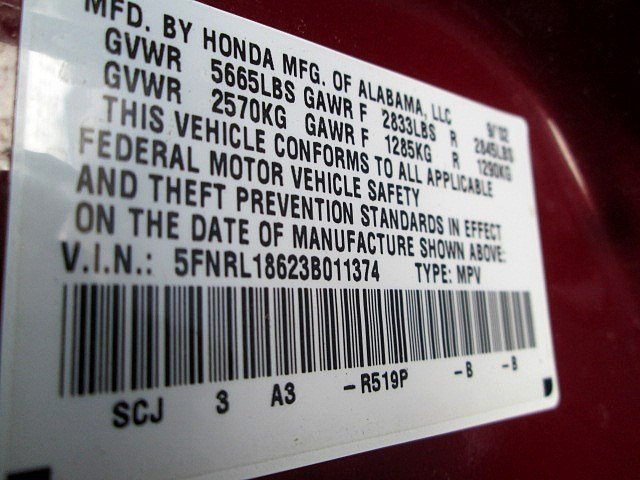 MFD. BY HONDA MFG. OF ALABAMA, LLC 9/02
GVWR 5665LBS GAWR F 2833LBS R 2845LBS
GVWR 2570KG GAWR F 1285KG R 1290KG
THIS VEHICLE CONFORMS TO ALL APPLICABLE
FEDERAL MOTOR VEHICLE SAFETY
AND THEFT PREVENTION STANDARDS IN EFFECT
ON THE DATE OF MANUFACTURE SHOWN ABOVE:
V.I.N.: 5FNRL18623B011374 TYPE: MPV
SCJ 3 A3 -R519P -B -B